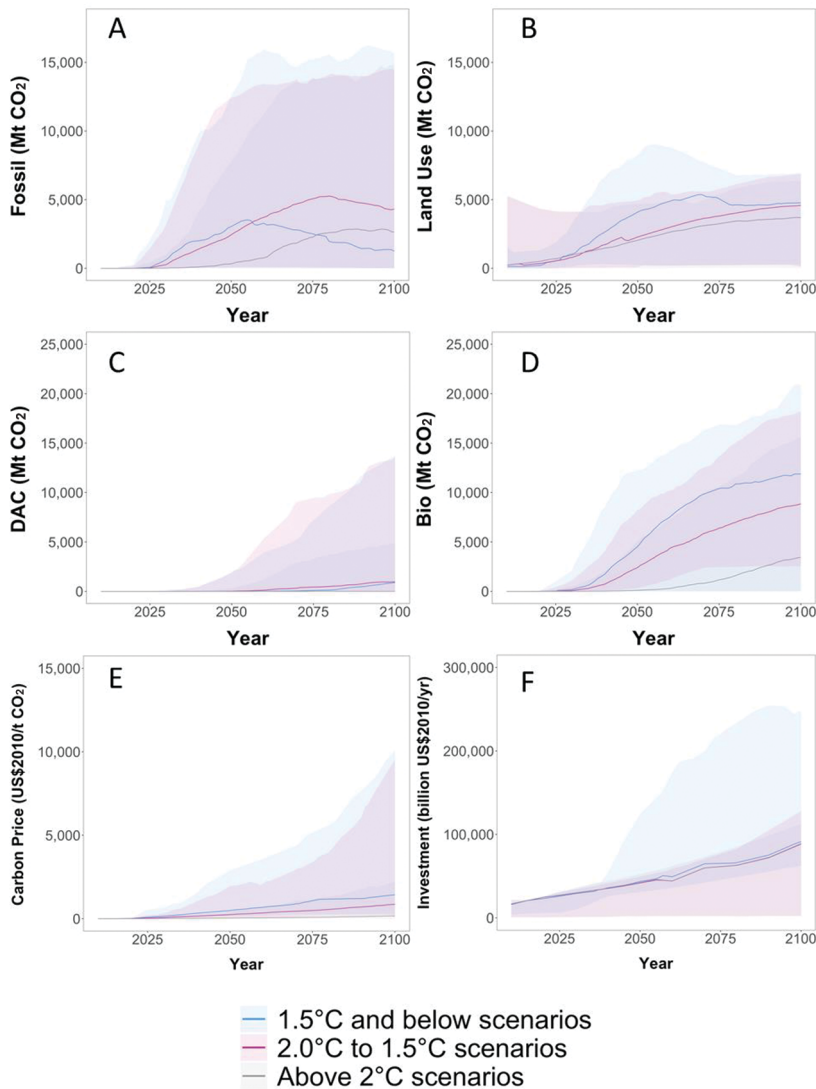 A
Fossil (Mt CO₂)
15,000
10,000
5,000
0
2025
2050
2075
2100
Year
B
Land Use (Mt CO₂)
15,000
10,000
5,000
0
2025
2050
2075
2100
Year
C
DAC (Mt CO₂)
25,000
20,000
15,000
10,000
5,000
0
2025
2050
2075
2100
Year
D
Bio (Mt CO₂)
25,000
20,000
15,000
10,000
5,000
0
2025
2050
2075
2100
Year
E
Carbon Price (US$2010/t CO₂)
15,000
10,000
5,000
0
2025
2050
2075
2100
Year
F
Investment (billion US$2010/yr)
300,000
200,000
100,000
0
2025
2050
2075
2100
Year
1.5°C and below scenarios
2.0°C to 1.5°C scenarios
Above 2°C scenarios